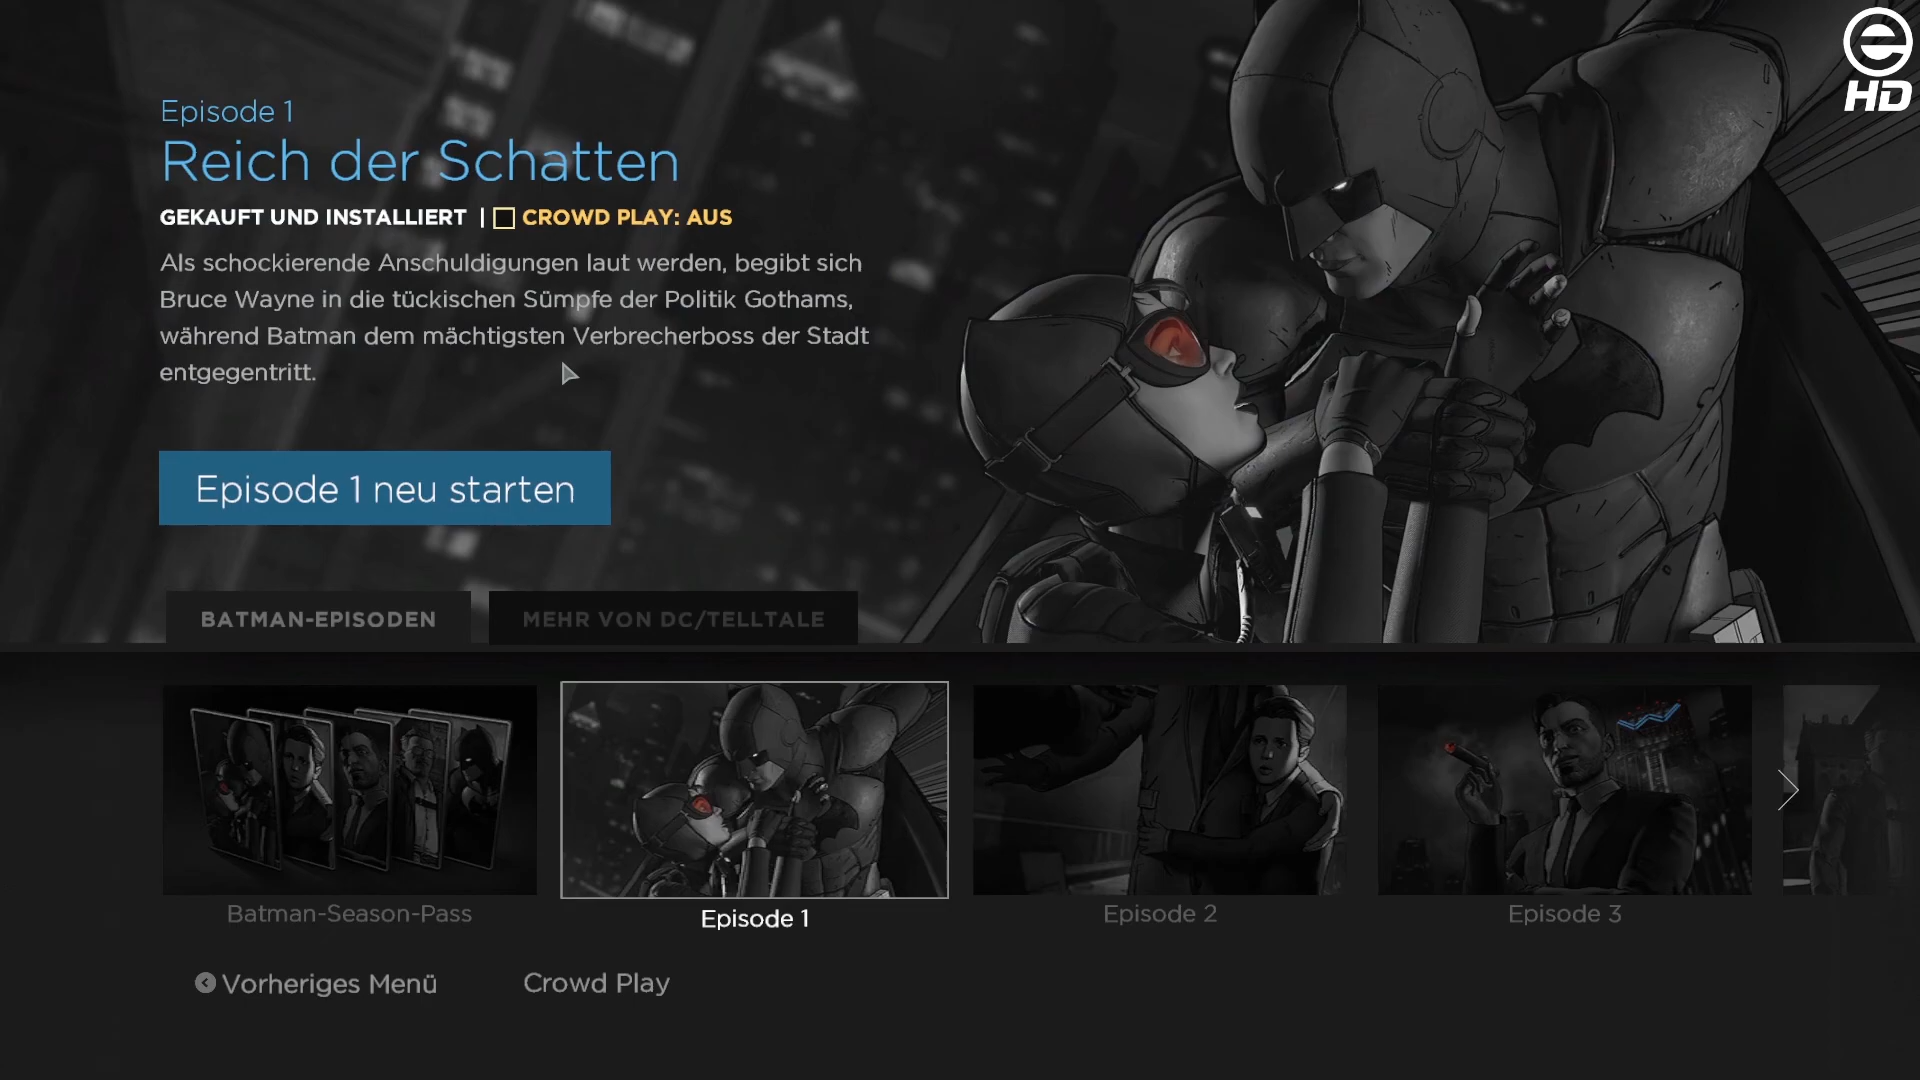 e
HD
Episode 1
Reich der Schatten
GEKAUFT UND INSTALLIERT | CROWD PLAY: AUS
Als schockierende Anschuldigungen laut werden, begibt sich
Bruce Wayne in die tückischen Sümpfe der Politik Gothams,
während Batman dem mächtigsten Verbrecherboss der Stadt
entgegentritt.
Episode 1 neu starten
BATMAN-EPISODEN
MEHR VON DC/TELLTALE
Batman-Season-Pass
Episode 1
Episode 2
Episode 3
Vorheriges Menü
Crowd Play